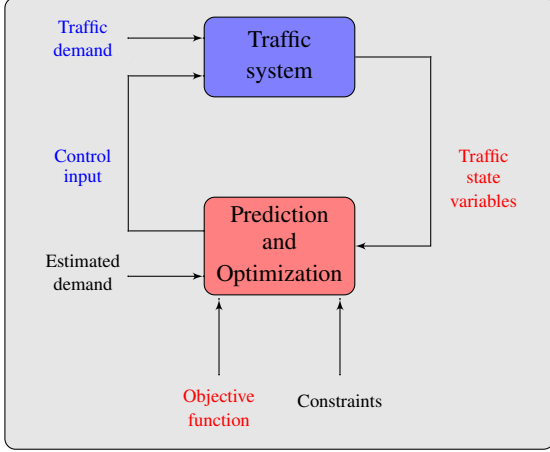 Traffic
demand
Traffic
system
Control
input
Traffic
state
variables
Prediction
and
Optimization
Estimated
demand
Objective
function
Constraints